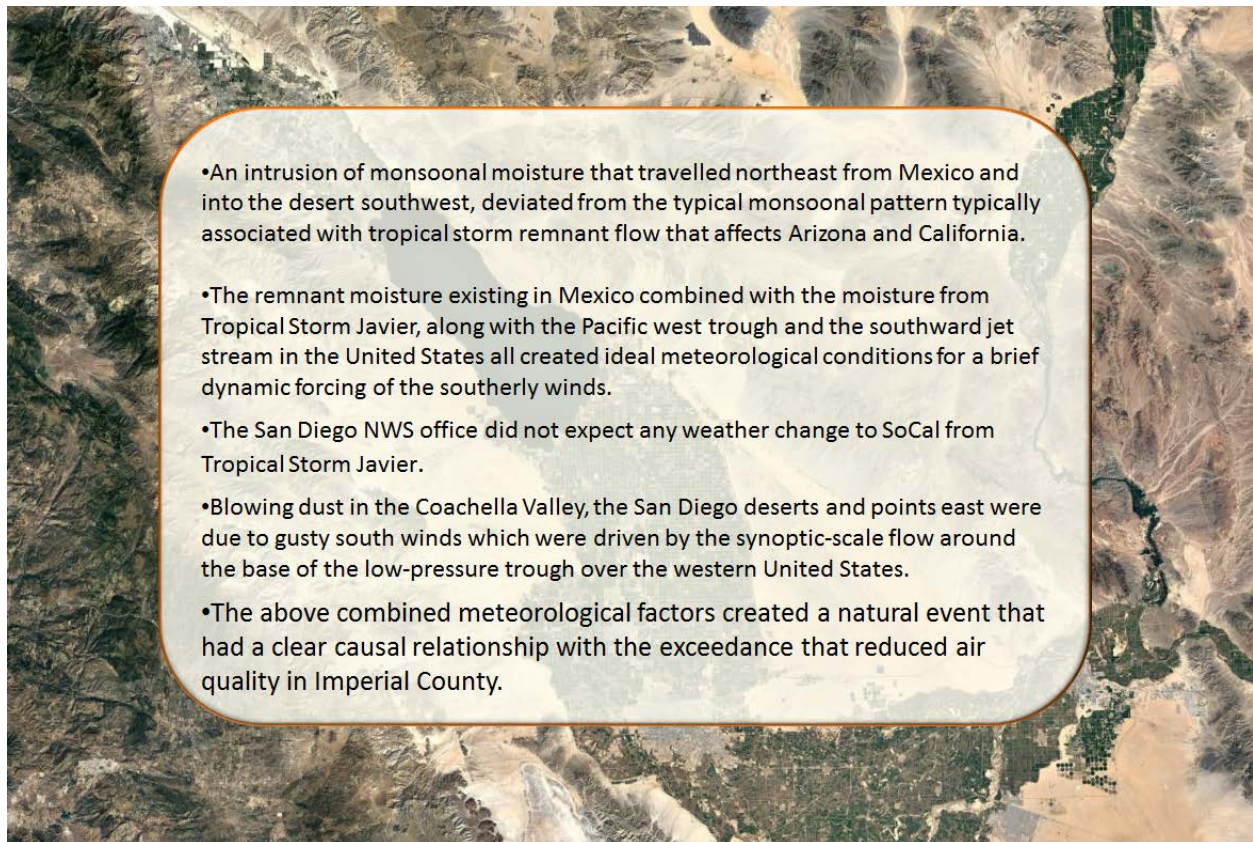 •An intrusion of monsoonal moisture that travelled northeast from Mexico and
into the desert southwest, deviated from the typical monsoonal pattern typically
associated with tropical storm remnant flow that affects Arizona and California.
•The remnant moisture existing in Mexico combined with the moisture from
Tropical Storm Javier, along with the Pacific west trough and the southward jet
stream in the United States all created ideal meteorological conditions for a brief
dynamic forcing of the southerly winds.
•The San Diego NWS office did not expect any weather change to SoCal from
Tropical Storm Javier.
•Blowing dust in the Coachella Valley, the San Diego deserts and points east were
due to gusty south winds which were driven by the synoptic-scale flow around
the base of the low-pressure trough over the western United States.
•The above combined meteorological factors created a natural event that
had a clear causal relationship with the exceedance that reduced air
quality in Imperial County.